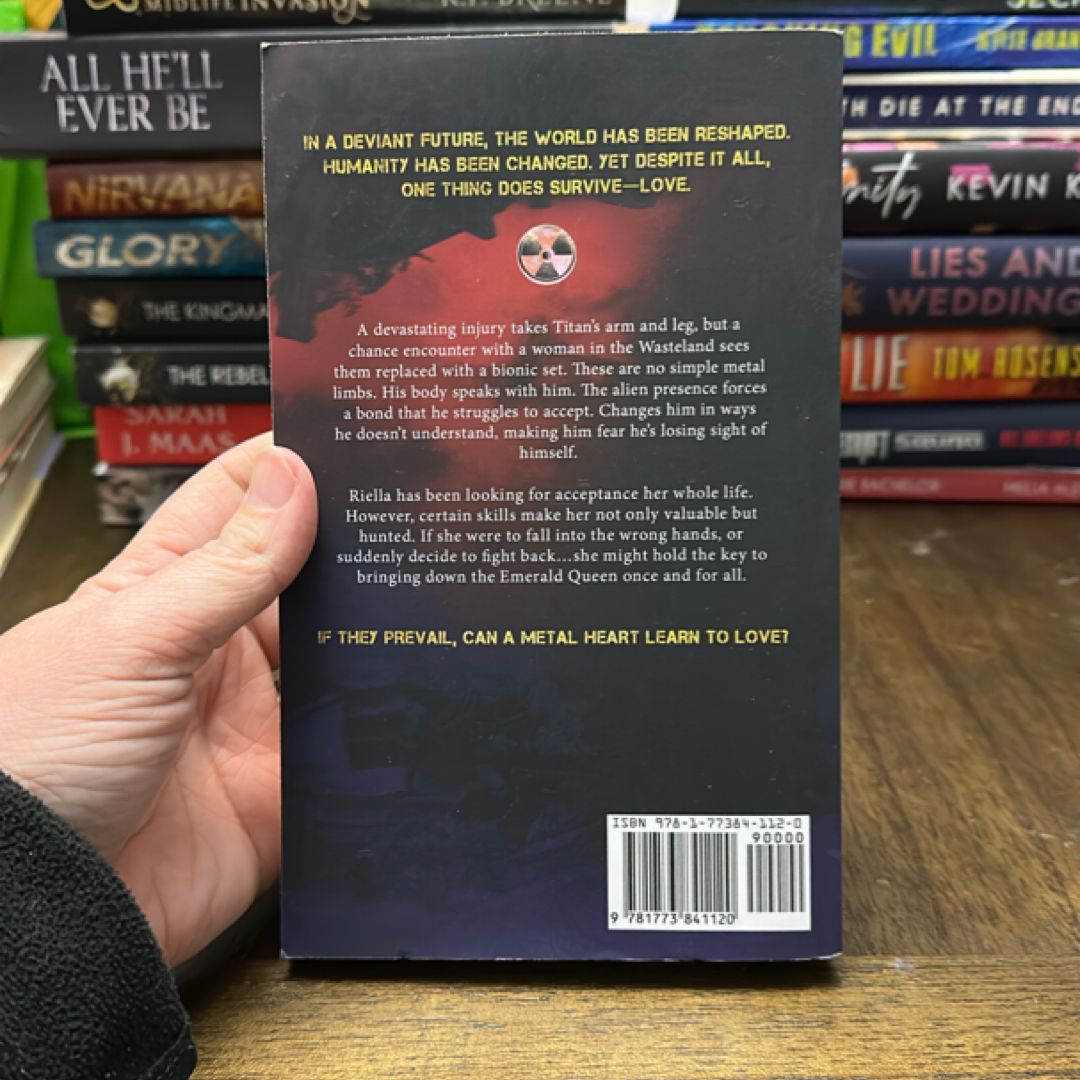 MIDLIFE INVASION
ALL HE'LL
EVER BE
NIRVANA
GLORY
THE KINGMA
THE REBEL
SARAH
J. MAAS
IN A DEVIANT FUTURE, THE WORLD HAS BEEN RESHAPED.
HUMANITY HAS BEEN CHANGED. YET DESPITE IT ALL,
ONE THING DOES SURVIVE—LOVE.
A devastating injury takes Titan's arm and leg, but a
chance encounter with a woman in the Wasteland sees
them replaced with a bionic set. These are no simple metal
limbs. His body speaks with him. The alien presence forces
a bond that he struggles to accept. Changes him in ways
he doesn't understand, making him fear he's losing sight of
himself.
Riella has been looking for acceptance her whole life.
However, certain skills make her not only valuable but
hunted. If she were to fall into the wrong hands, or
suddenly decide to fight back...she might hold the key to
bringing down the Emerald Queen once and for all.
IF THEY PREVAIL, CAN A METAL HEART LEARN TO LOVE?
ISBN 978-1-77384-112-0
90000
9 781773 841120
G EVIL
TH DIE AT THE END
nity KEVIN K
LIES AND
WEDDING
LIE TOM ROSENS